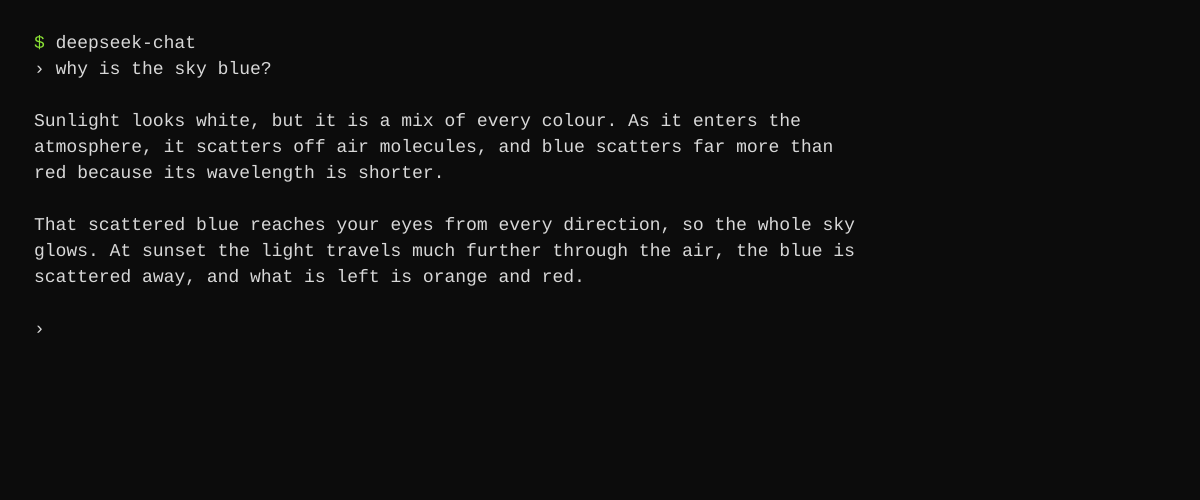 $ deepseek-chat
› why is the sky blue?
Sunlight looks white, but it is a mix of every colour. As it enters the
atmosphere, it scatters off air molecules, and blue scatters far more than
red because its wavelength is shorter.
That scattered blue reaches your eyes from every direction, so the whole sky
glows. At sunset the light travels much further through the air, the blue is
scattered away, and what is left is orange and red.
›